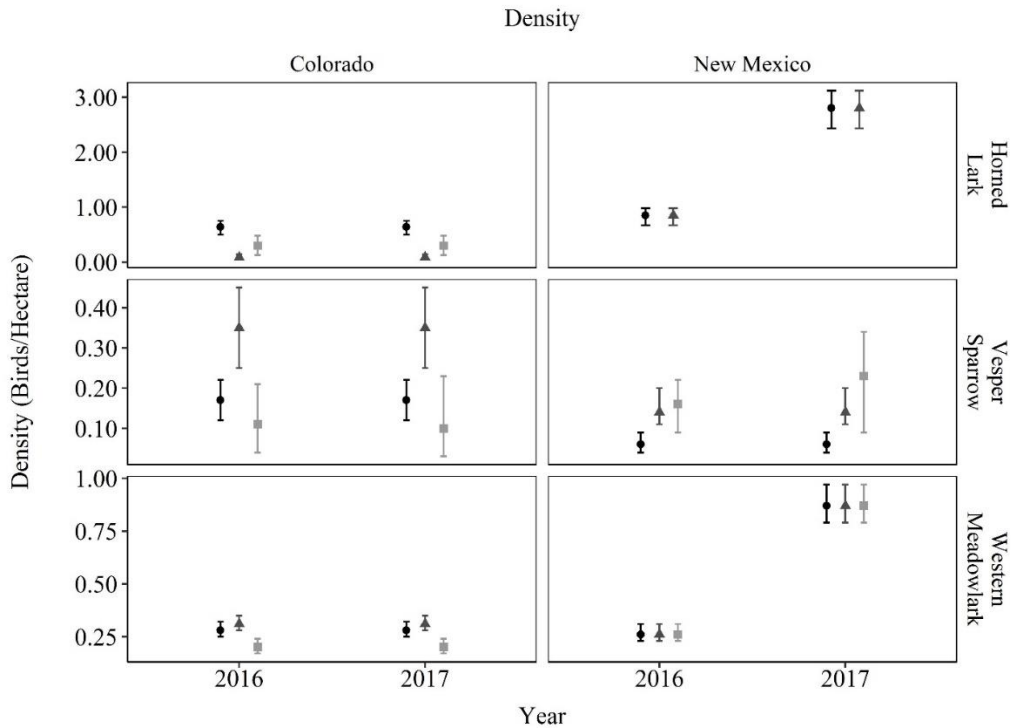 Density
Colorado
New Mexico
3.00
2.00
1.00
0.00
Horned
Lark
0.40
0.30
0.20
0.10
Vesper
Sparrow
1.00
0.75
0.50
0.25
Western
Meadowlark
Density (Birds/Hectare)
2016
2017
2016
2017
Year